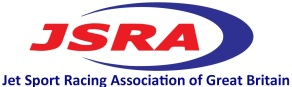 JSRA
Jet Sport Racing Association of Great Britain